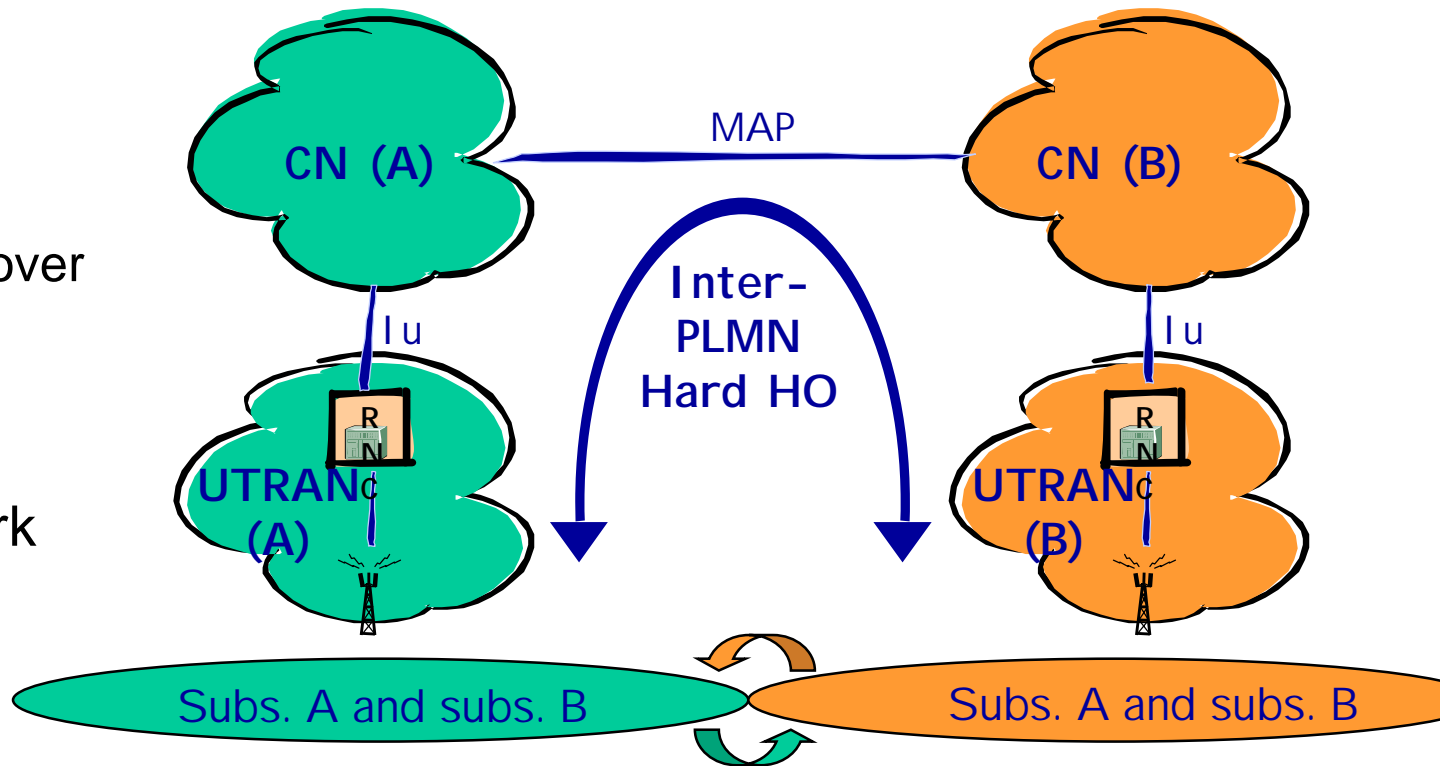 MAP
CN (A)
CN (B)
over
Inter-
PLMN
Hard HO
Iu
Iu
R
N
C
R
N
C
UTRAN
(A)
UTRAN
(B)
rk
Subs. A and subs. B
Subs. A and subs. B